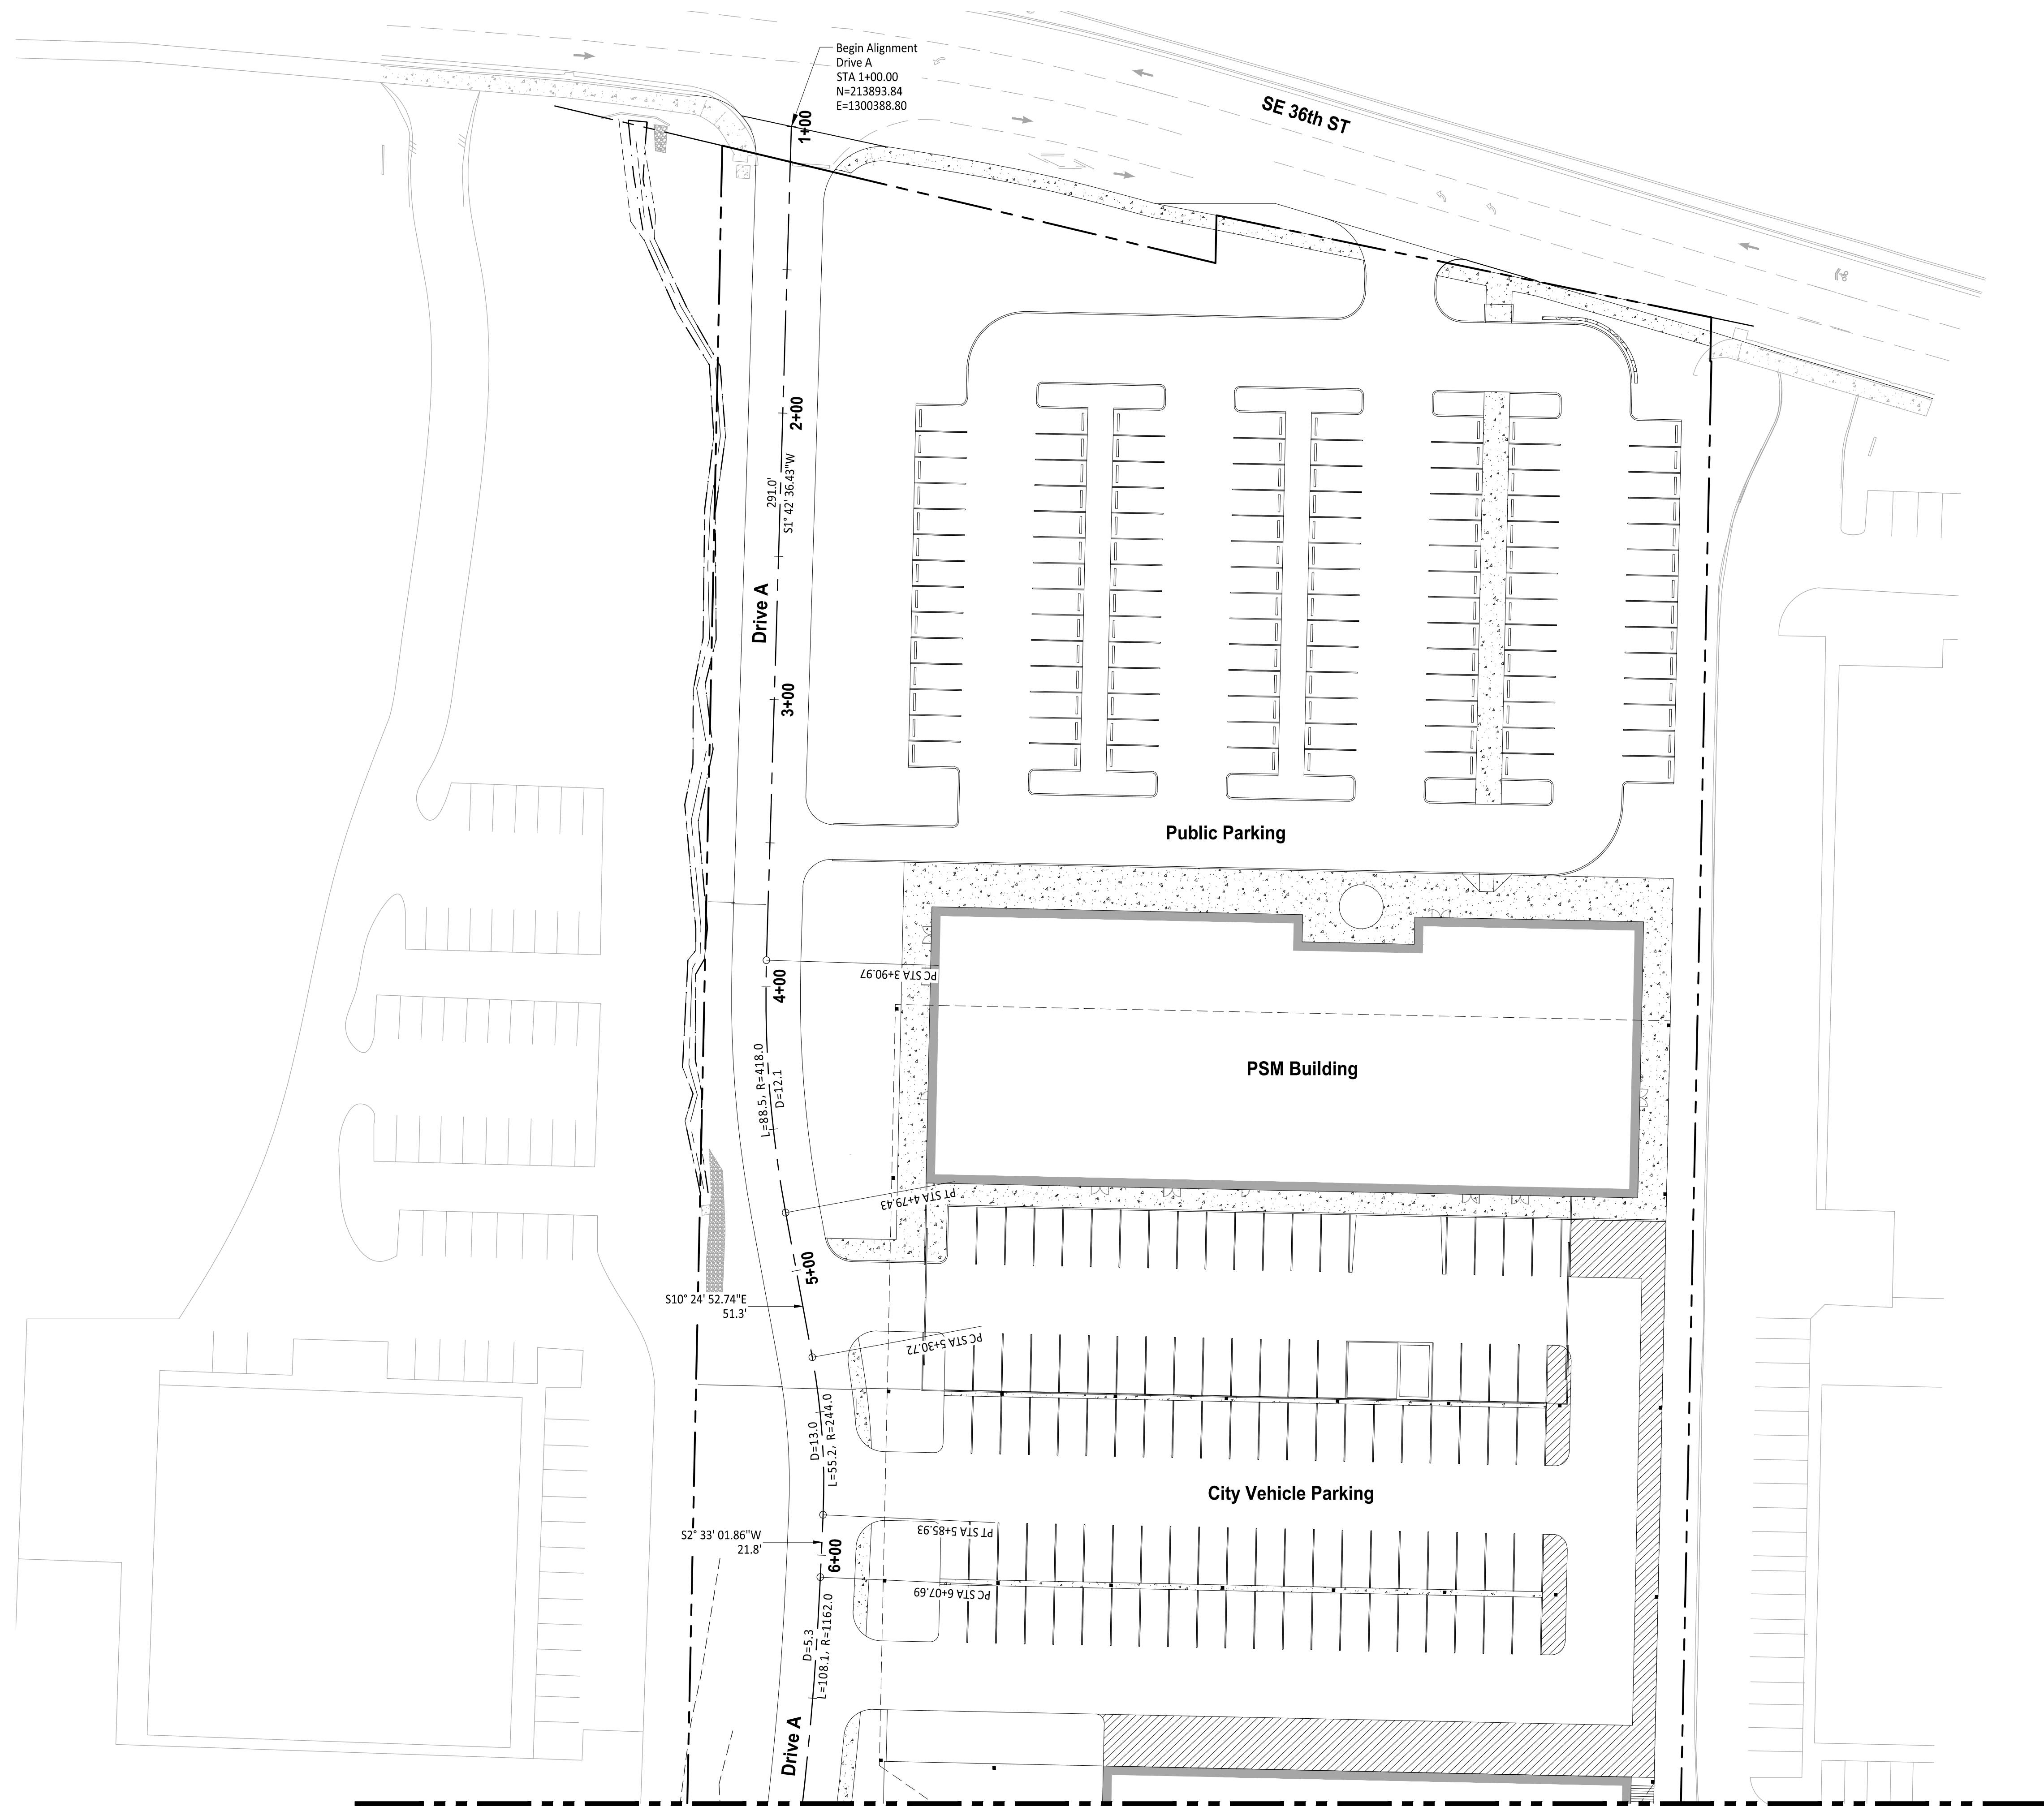 Begin Alignment
Drive A
STA 1+00.00
N=213893.84
E=1300388.80
SE 36th ST
1+00
2+00
291.0'
S1° 42' 36.43"W
Drive A
3+00
Public Parking
PC STA 3+90.97
4+00
PSM Building
L=88.5, R=418.0
D=12.1
PT STA 4+79.43
5+00
S10° 24' 52.74"E
51.3'
PC STA 5+30.72
D=13.0
L=55.2, R=244.0
City Vehicle Parking
PT STA 5+85.93
S2° 33' 01.86"W
21.8'
6+00
PC STA 6+07.69
D=5.3
L=108.1, R=1162.0
Drive A